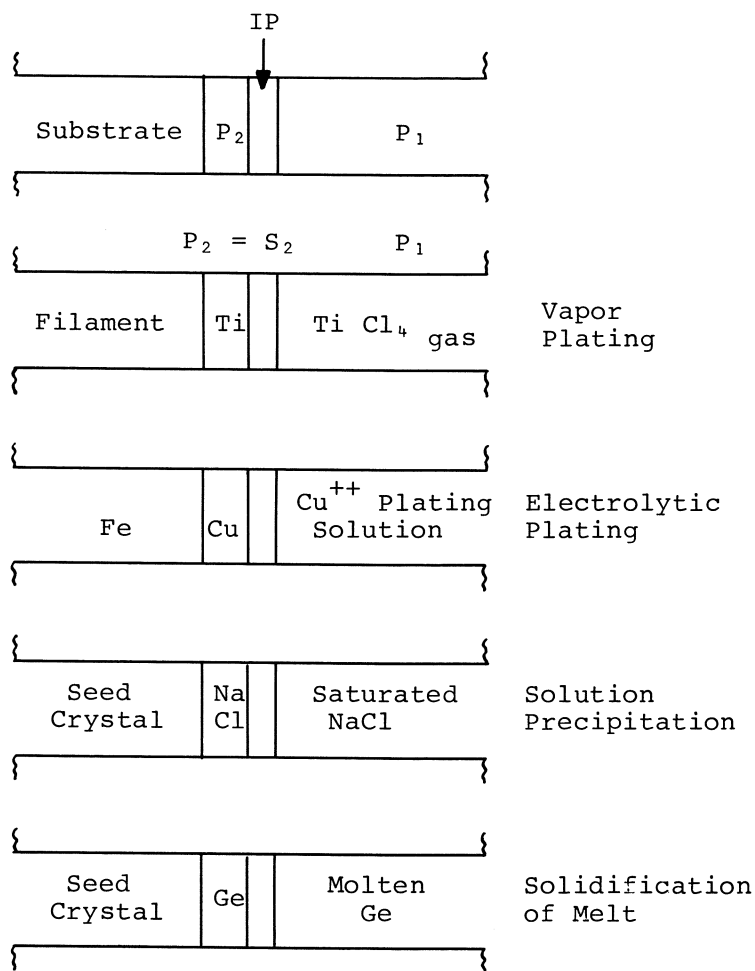 IP
Substrate P₂ P₁
P₂ = S₂ P₁
Filament Ti Ti Cl₄ gas
Vapor
Plating
Fe Cu
Cu⁺⁺ Plating
Solution
Electrolytic
Plating
Seed
Crystal
Na
Cl
Saturated
NaCl
Solution
Precipitation
Seed
Crystal
Ge
Molten
Ge
Solidification
of Melt